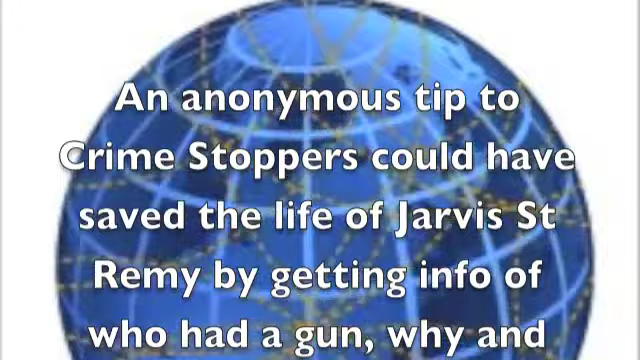 An anonymous tip to
Crime Stoppers could have
saved the life of Jarvis St
Remy by getting info of
who had a gun, why and